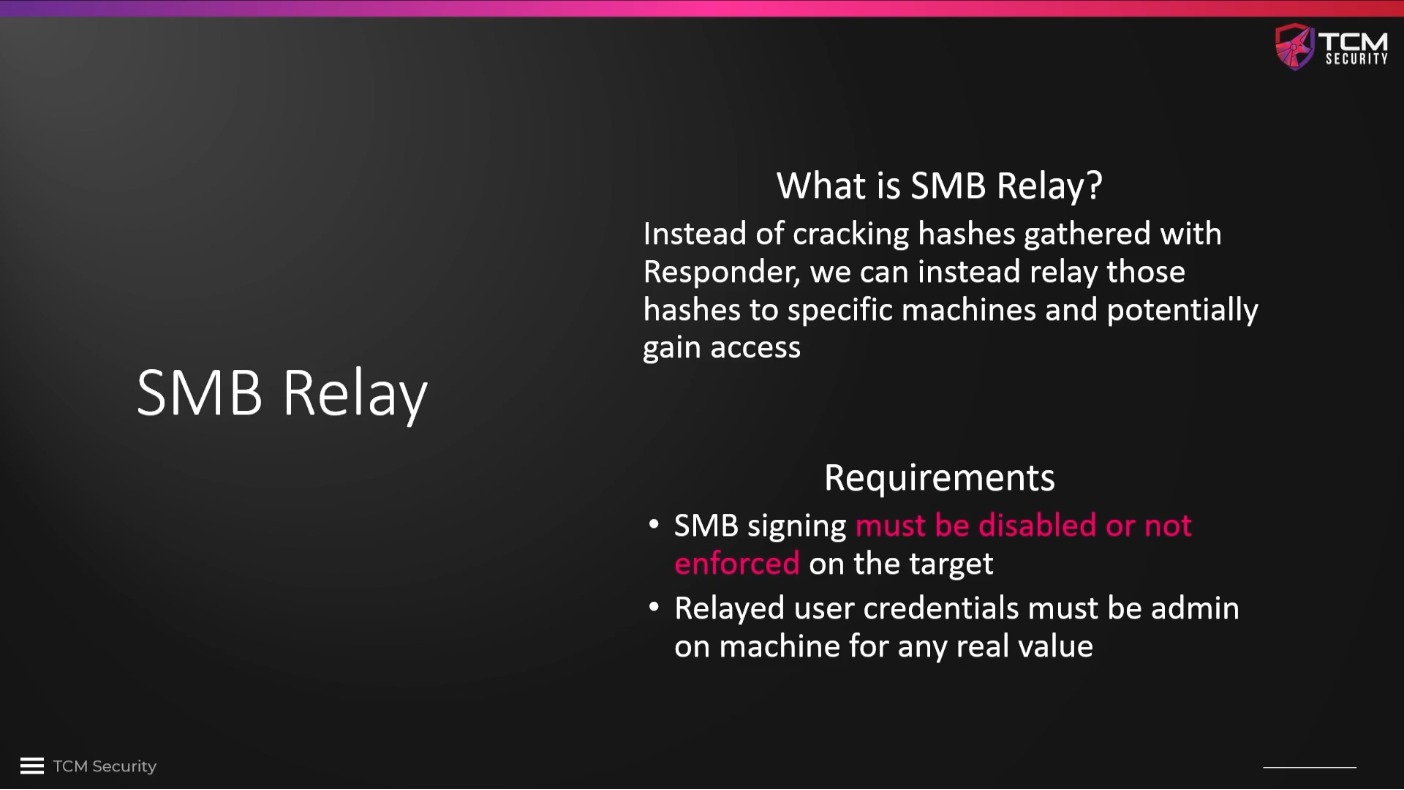 TCM
SECURITY
What is SMB Relay?
Instead of cracking hashes gathered with
Responder, we can instead relay those
hashes to specific machines and potentially
gain access
SMB Relay
Requirements
• SMB signing must be disabled or not
enforced on the target
• Relayed user credentials must be admin
on machine for any real value
TCM Security